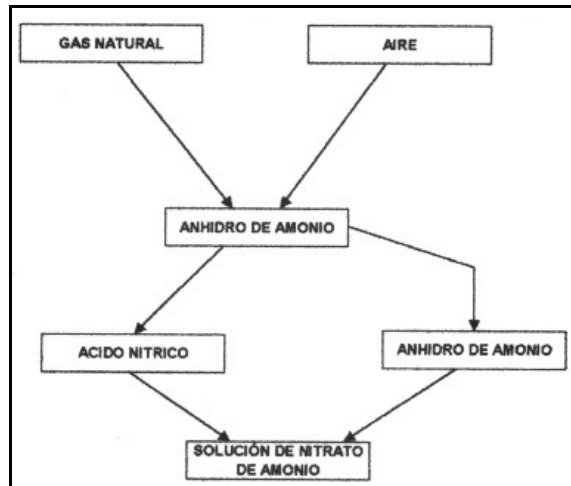 GAS NATURAL
AIRE
ANHIDRO DE AMONIO
ACIDO NITRICO
ANHIDRO DE AMONIO
SOLUCIÓN DE NITRATO
DE AMONIO